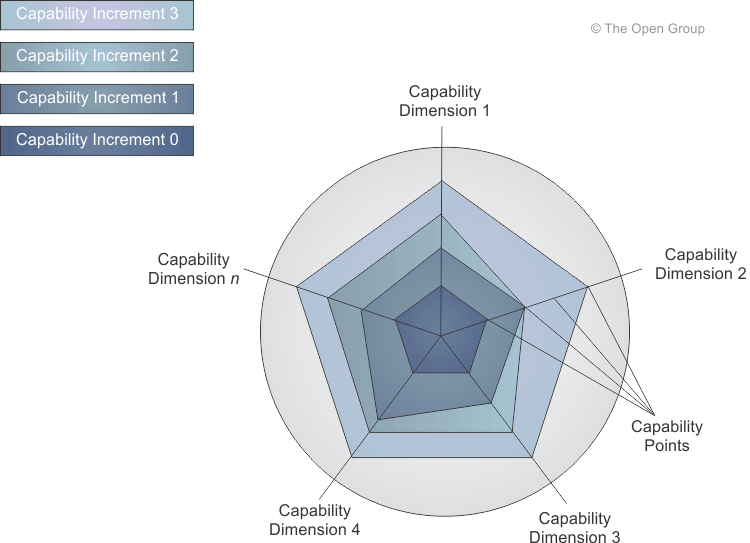 Capability Increment 3
Capability Increment 2
Capability Increment 1
Capability Increment 0
© The Open Group
Capability
Dimension 1
Capability
Dimension 2
Capability
Dimension n
Capability
Points
Capability
Dimension 4
Capability
Dimension 3